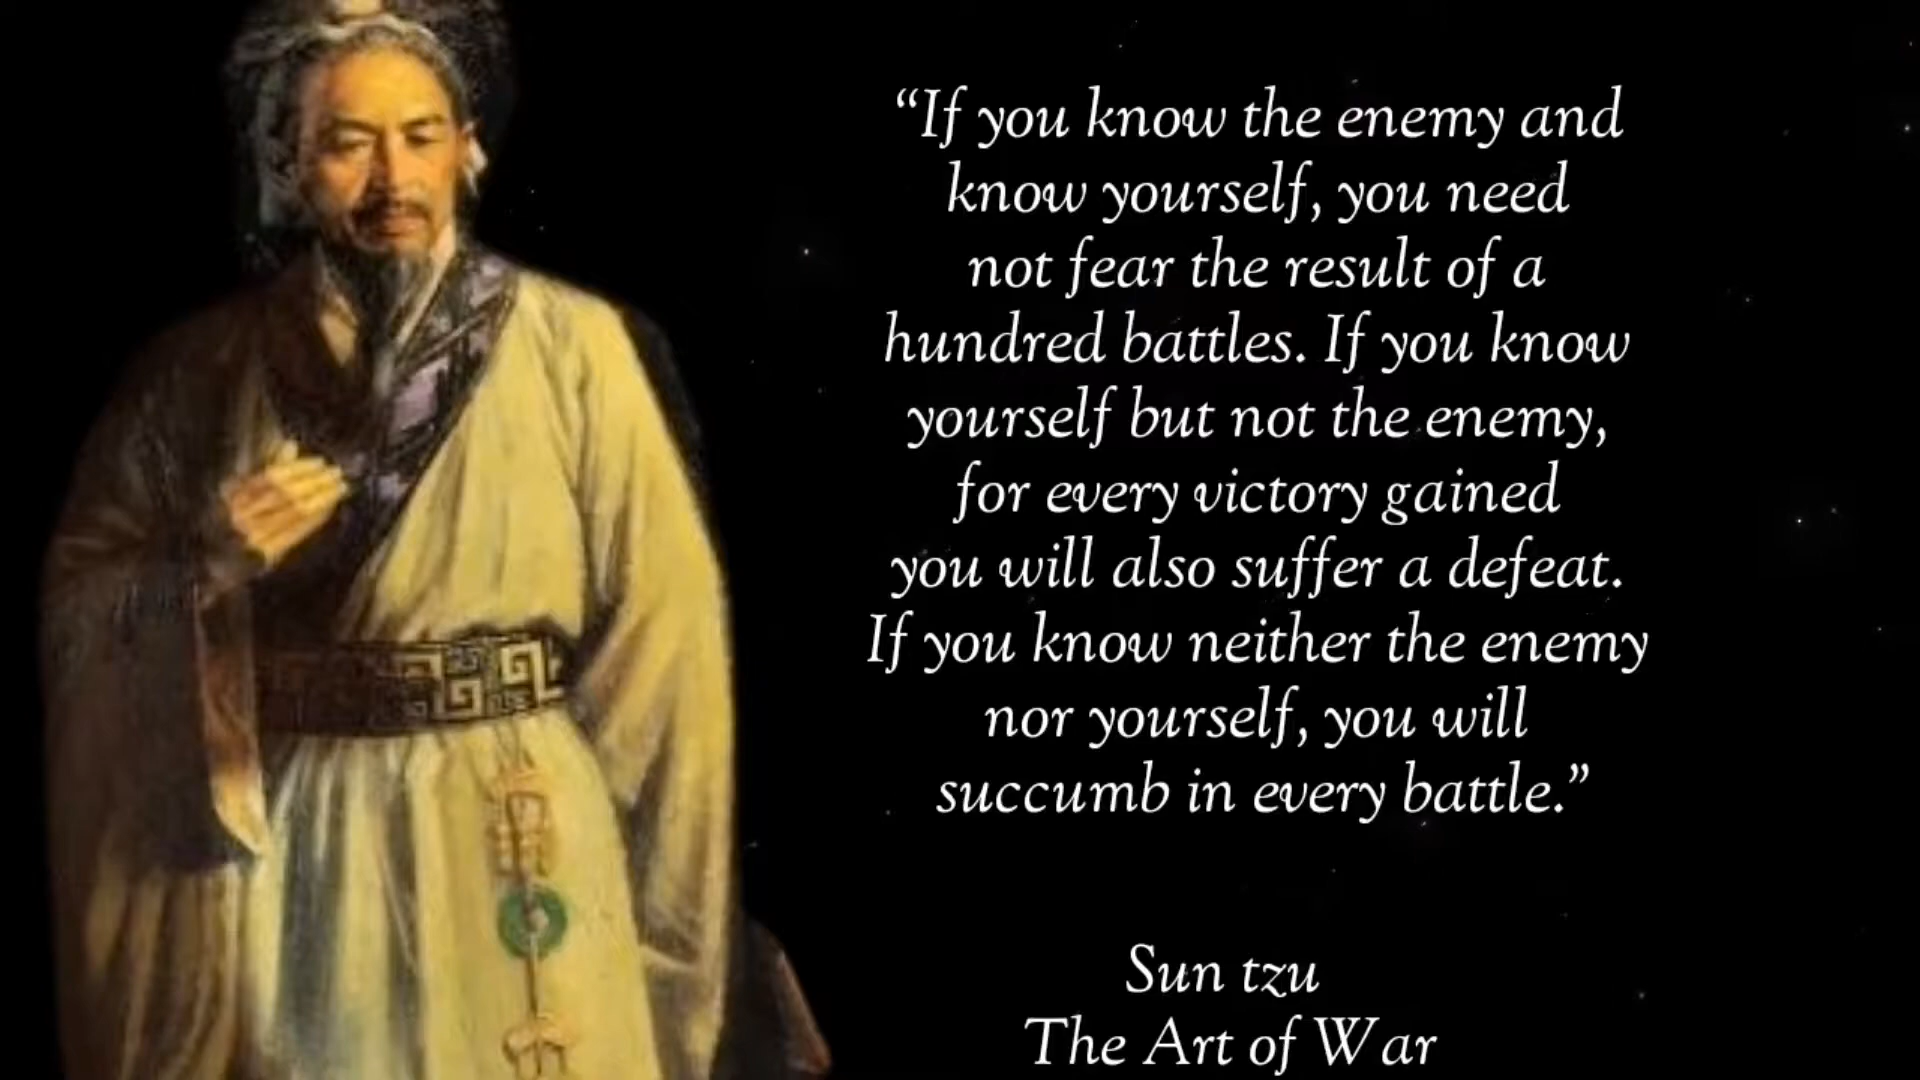 “If you know the enemy and
know yourself, you need
not fear the result of a
hundred battles. If you know
yourself but not the enemy,
for every victory gained
you will also suffer a defeat.
If you know neither the enemy
nor yourself, you will
succumb in every battle.”
Sun tzu
The Art of War